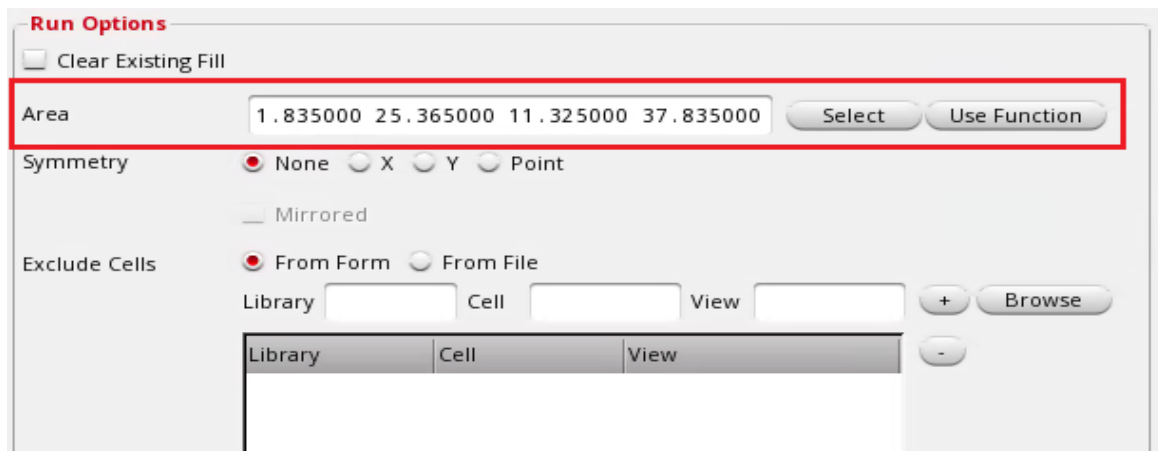 Run Options
Clear Existing Fill
Area 1.835000 25.365000 11.325000 37.835000 Select Use Function
Symmetry None X Y Point
Mirrored
Exclude Cells From Form From File
Library Cell View + Browse
Library Cell View -